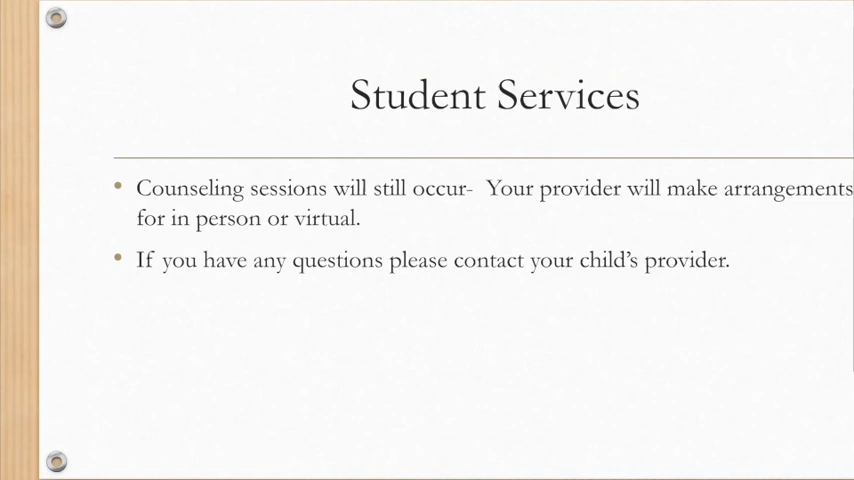 Student Services
• Counseling sessions will still occur-  Your provider will make arrangements
for in person or virtual.
• If you have any questions please contact your child’s provider.